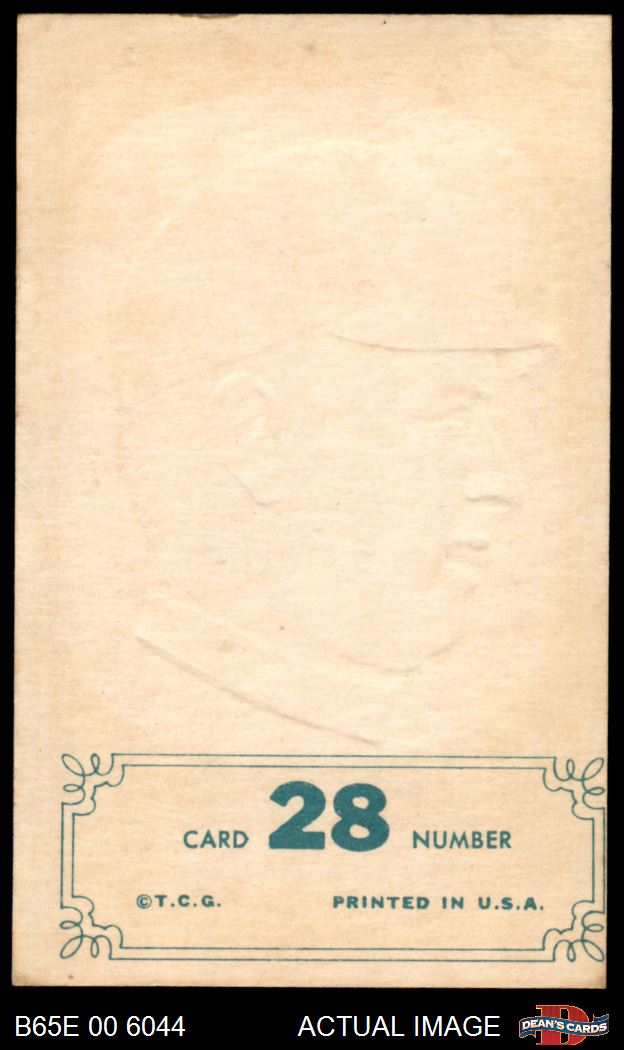 CARD 28 NUMBER
©T.C.G. PRINTED IN U.S.A.
B65E 00 6044 ACTUAL IMAGE DEAN'S CARDS